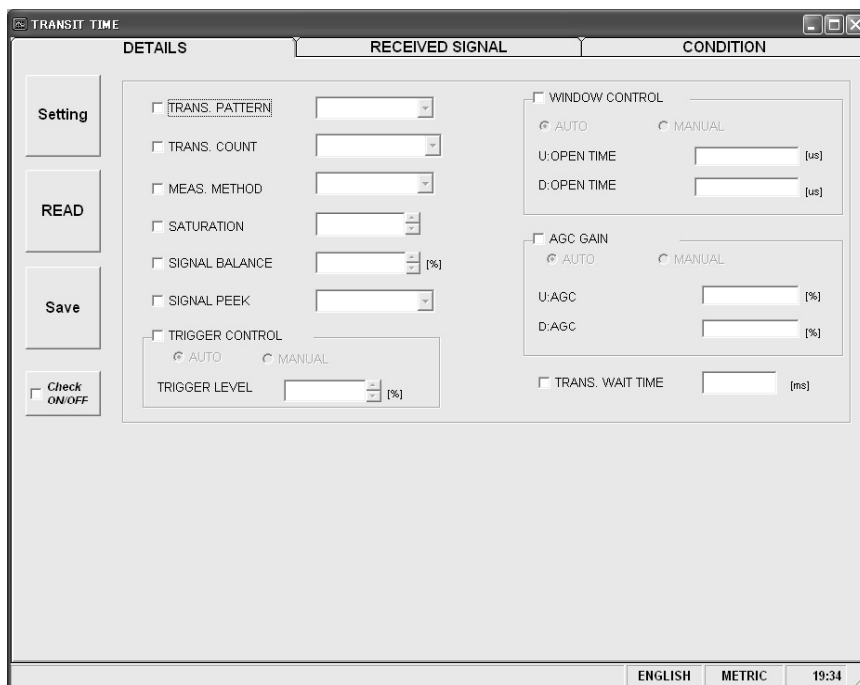 TRANSIT TIME
DETAILS
RECEIVED SIGNAL
CONDITION
Setting
READ
Save
Check
ON/OFF
TRANS. PATTERN
TRANS. COUNT
MEAS. METHOD
SATURATION
SIGNAL BALANCE [%]
SIGNAL PEEK
TRIGGER CONTROL
AUTO MANUAL
TRIGGER LEVEL [%]
WINDOW CONTROL
AUTO MANUAL
U:OPEN TIME [us]
D:OPEN TIME [us]
AGC GAIN
AUTO MANUAL
U:AGC [%]
D:AGC [%]
TRANS. WAIT TIME [ms]
ENGLISH METRIC 19:34